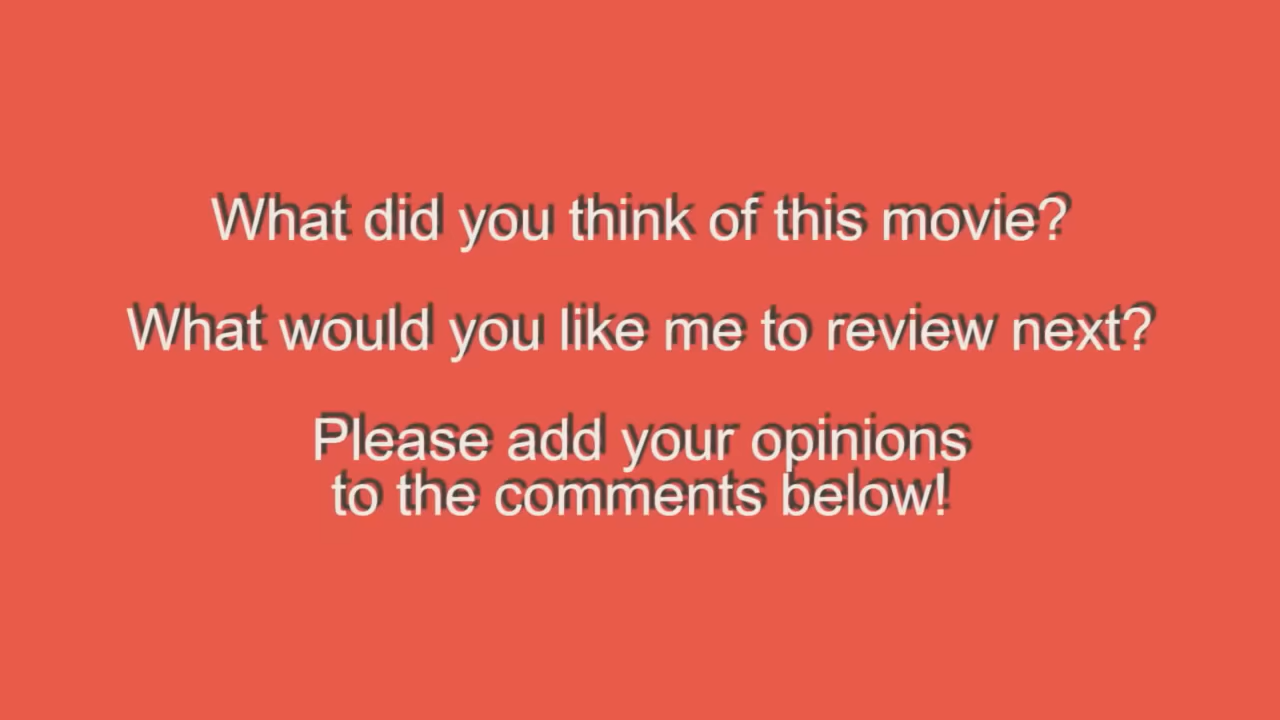 What did you think of this movie?
What would you like me to review next?
Please add your opinions
to the comments below!